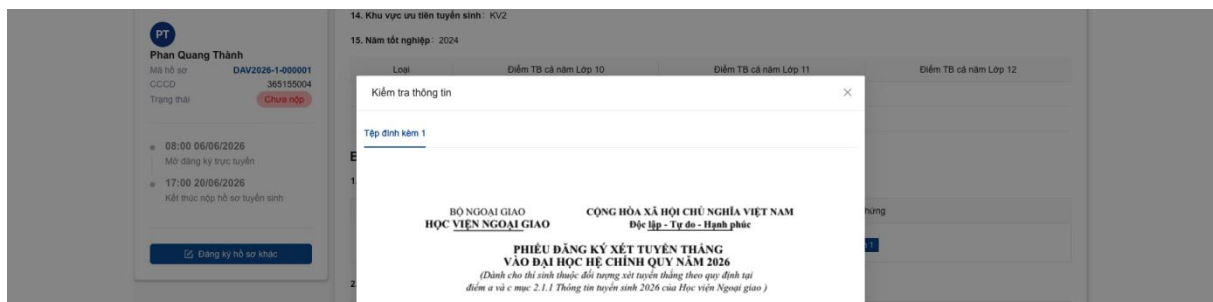 PT
Phan Quang Thành
Mã hồ sơ DAV2026-1-000001
CCCD 365155004
Trạng thái Chưa nộp
08:00 06/06/2026
Mở đăng ký trực tuyến
17:00 20/06/2026
Kết thúc nộp hồ sơ tuyển sinh
Đăng ký hồ sơ khác
14. Khu vực ưu tiên tuyển sinh: KV2
15. Năm tốt nghiệp: 2024
Loại Điểm TB cả năm Lớp 10 Điểm TB cả năm Lớp 11 Điểm TB cả năm Lớp 12
Kiểm tra thông tin
Tệp đính kèm 1
BỘ NGOẠI GIAO CỘNG HÒA XÃ HỘI CHỦ NGHĨA VIỆT NAM
HỌC VIỆN NGOẠI GIAO Độc lập - Tự do - Hạnh phúc
PHIẾU ĐĂNG KÝ XÉT TUYỂN THẲNG
VÀO ĐẠI HỌC HỆ CHÍNH QUY NĂM 2026
(Dành cho thí sinh thuộc đối tượng xét tuyển thẳng theo quy định tại
điểm a và c mục 2.1.1 Thông tin tuyển sinh 2026 của Học viện Ngoại giao )